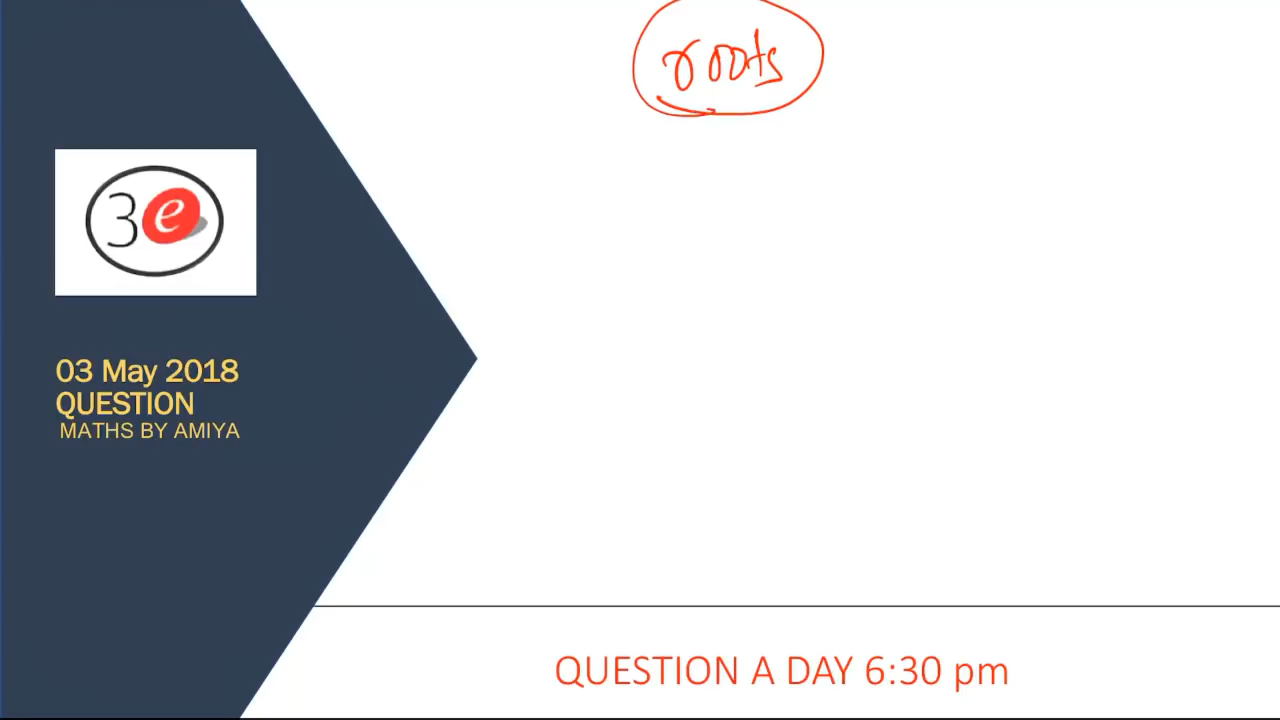 roots
3e
03 May 2018
QUESTION
MATHS BY AMIYA
QUESTION A DAY 6:30 pm